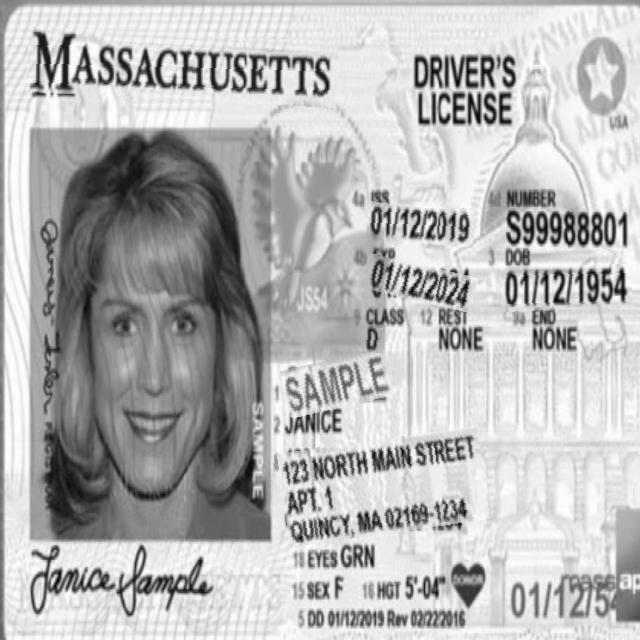 MASSACHUSETTS
DRIVER'S
LICENSE
USA
4a ISS
01/12/2019
4d NUMBER
S99988801
4b EXP
01/12/2024
3 DOB
01/12/1954
9 CLASS
D
12 REST
NONE
9a END
NONE
JS54
1 SAMPLE
2 JANICE
8 123 NORTH MAIN STREET
APT. 1
QUINCY, MA 02169-1234
18 EYES GRN
15 SEX F 16 HGT 5'-04"
DONOR
5 DD 01/12/2019 Rev 02/22/2016
SAMPLE
Janice Sample
01/12/54
mass